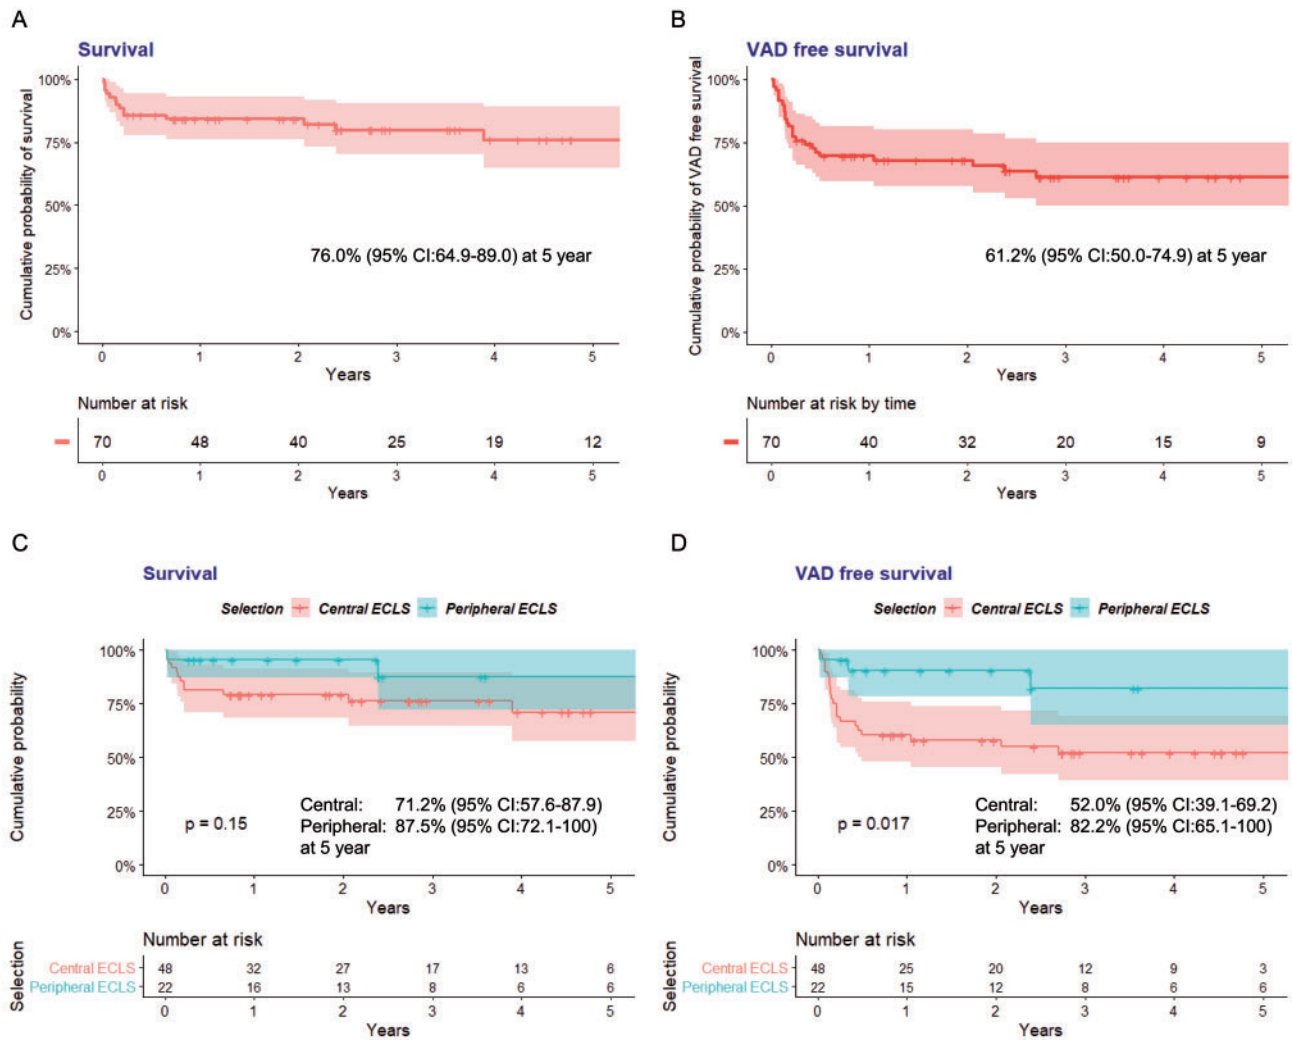 A
Survival
Cumulative probability of survival
100%
75%
50%
25%
0%
76.0% (95% CI:64.9-89.0) at 5 year
0 1 2 3 4 5
Years
Number at risk
70 48 40 25 19 12
0 1 2 3 4 5
Years
B
VAD free survival
Cumulative probability of VAD free survival
100%
75%
50%
25%
0%
61.2% (95% CI:50.0-74.9) at 5 year
0 1 2 3 4 5
Years
Number at risk by time
70 40 32 20 15 9
0 1 2 3 4 5
Years
C
Survival
Selection Central ECLS Peripheral ECLS
Cumulative probability
100%
75%
50%
25%
0%
p = 0.15
Central: 71.2% (95% CI:57.6-87.9)
Peripheral: 87.5% (95% CI:72.1-100)
at 5 year
0 1 2 3 4 5
Years
Number at risk
Selection
Central ECLS 48 32 27 17 13 6
Peripheral ECLS 22 16 13 8 6 6
0 1 2 3 4 5
Years
D
VAD free survival
Selection Central ECLS Peripheral ECLS
Cumulative probability
100%
75%
50%
25%
0%
p = 0.017
Central: 52.0% (95% CI:39.1-69.2)
Peripheral: 82.2% (95% CI:65.1-100)
at 5 year
0 1 2 3 4 5
Years
Number at risk
Selection
Central ECLS 48 25 20 12 9 3
Peripheral ECLS 22 15 12 8 6 6
0 1 2 3 4 5
Years